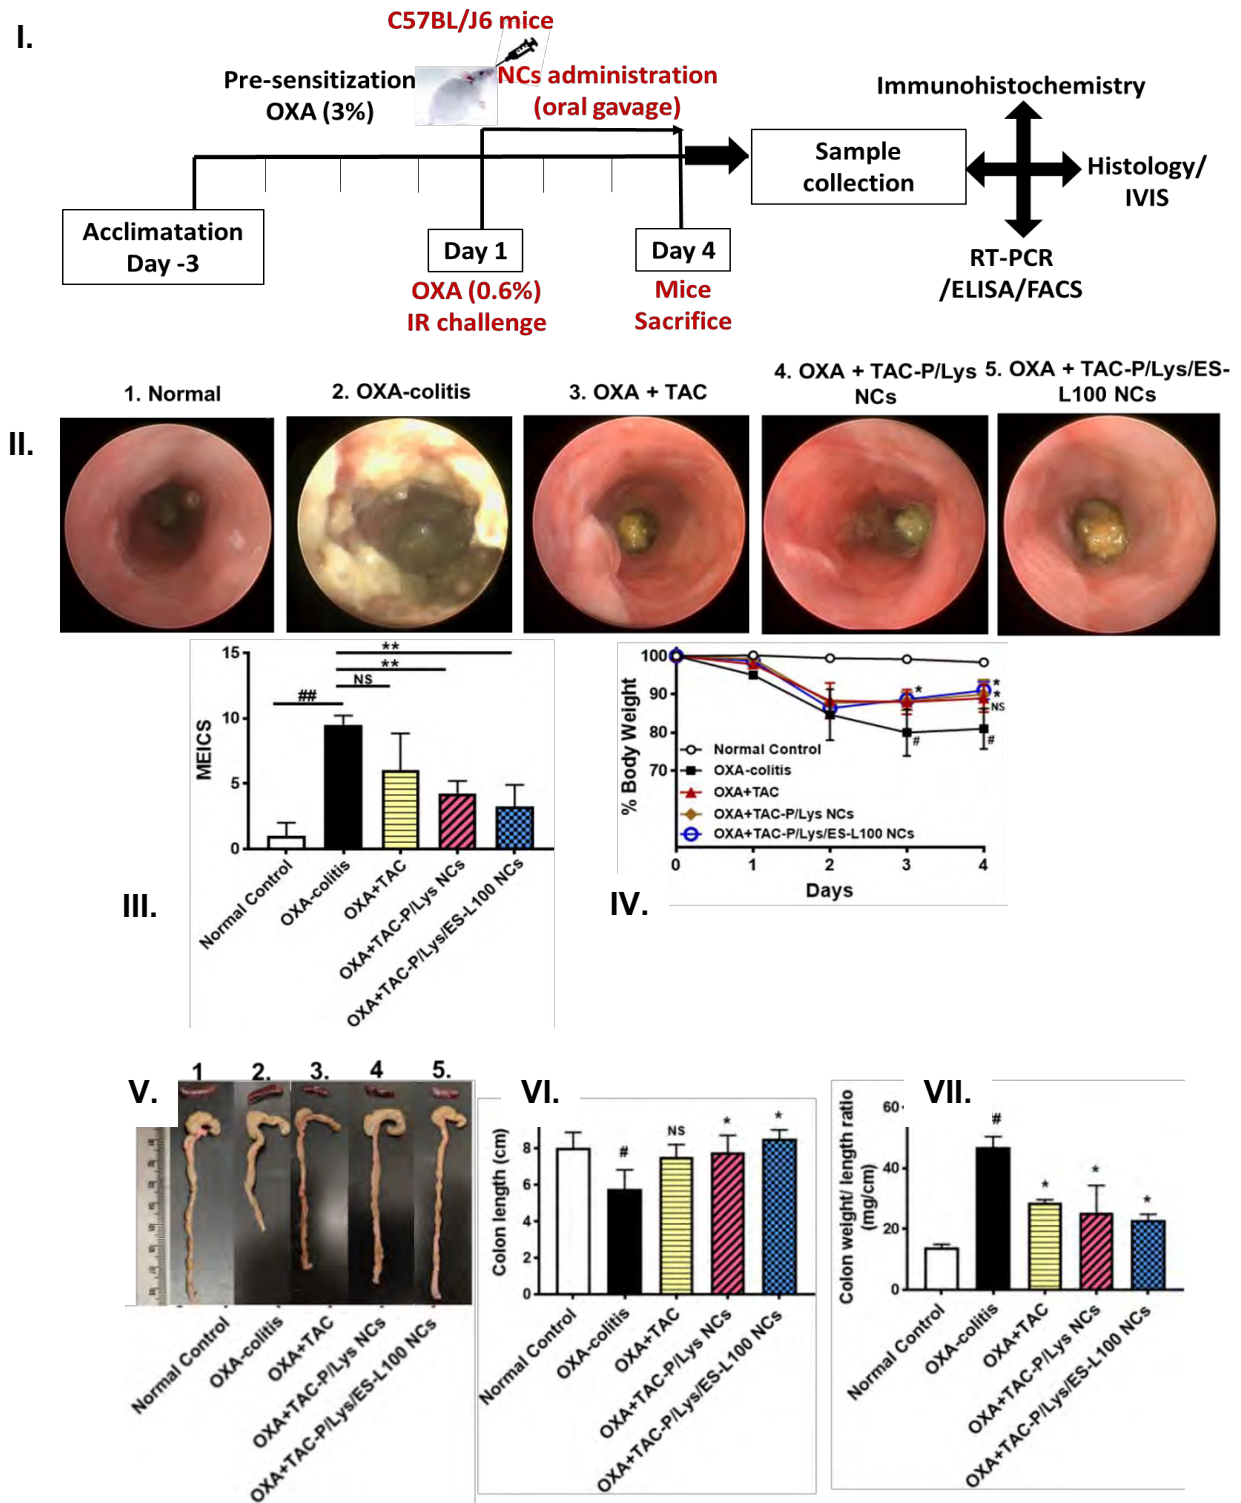 I.
C57BL/J6 mice
Pre-sensitization
OXA (3%)
NCs administration
(oral gavage)
Acclimatation
Day -3
Day 1
OXA (0.6%)
IR challenge
Day 4
Mice
Sacrifice
Sample
collection
Immunohistochemistry
Histology/
IVIS
RT-PCR
/ELISA/FACS
II.
1. Normal
2. OXA-colitis
3. OXA + TAC
4. OXA + TAC-P/Lys
NCs
5. OXA + TAC-P/Lys/ES-
L100 NCs
III.
MEICS
15
10
5
0
##
NS
**
**
Normal Control
OXA-colitis
OXA+TAC
OXA+TAC-P/Lys NCs
OXA+TAC-P/Lys/ES-L100 NCs
IV.
% Body Weight
100
90
80
70
Normal Control
OXA-colitis
OXA+TAC
OXA+TAC-P/Lys NCs
OXA+TAC-P/Lys/ES-L100 NCs
*
#
*
*
NS
#
0 1 2 3 4
Days
V.
1 2. 3. 4 5.
Normal Control
OXA-colitis
OXA+TAC
OXA+TAC-P/Lys NCs
OXA+TAC-P/Lys/ES-L100 NCs
VI.
Colon length (cm)
8
6
4
2
0
#
NS
*
*
Normal Control
OXA-colitis
OXA+TAC
OXA+TAC-P/Lys NCs
OXA+TAC-P/Lys/ES-L100 NCs
VII.
Colon weight/ length ratio
(mg/cm)
60
40
20
0
#
*
*
*
Normal Control
OXA-colitis
OXA+TAC
OXA+TAC-P/Lys NCs
OXA+TAC-P/Lys/ES-L100 NCs